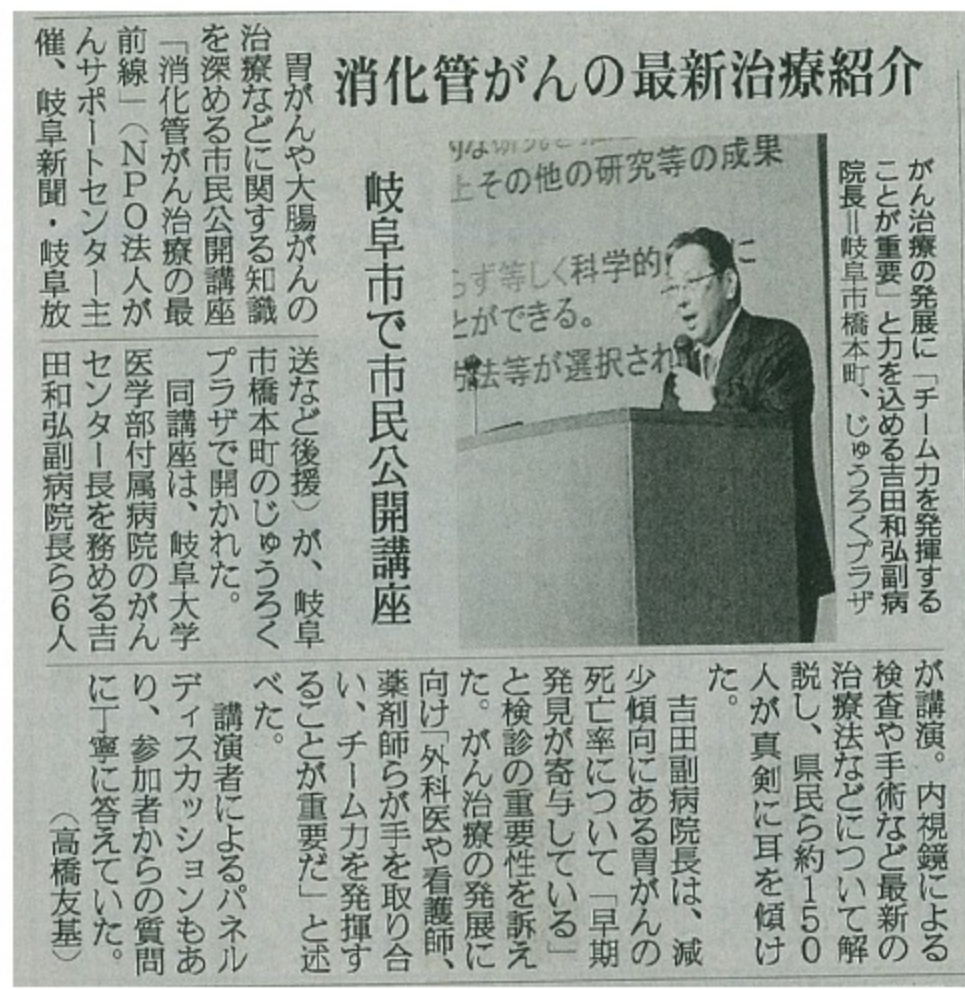 消化管がんの最新治療紹介
岐阜市で市民公開講座
胃がんや大腸がんの
治療などに関する知識
を深める市民公開講座
「消化管がん治療の最
前線」（NPO法人が
んサポートセンター主
催、岐阜新聞・岐阜放
送など後援）が、岐阜
市橋本町のじゅうろく
プラザで開かれた。
同講座は、岐阜大学
医学部付属病院のがん
センター長を務める吉
田和弘副病院長ら6人
が講演。内視鏡による
検査や手術など最新の
治療法などについて解
説し、県民ら約150
人が真剣に耳を傾け
た。
吉田副病院長は、減
少傾向にある胃がんの
死亡率について「早期
発見が寄与している」
と検診の重要性を訴え
た。がん治療の発展に
向け「外科医や看護師、
薬剤師らが手を取り合
い、チーム力を発揮す
ることが重要だ」と述
べた。
講演者によるパネル
ディスカッションもあ
り、参加者からの質問
に丁寧に答えていた。
（高橋友基）
がん治療の発展に「チーム力を発揮する
ことが重要」と力を込める吉田和弘副病
院長＝岐阜市橋本町、じゅうろくプラザ
上その他の研究等の成果
らず等しく科学的
に
とができる。
方法等が選択され